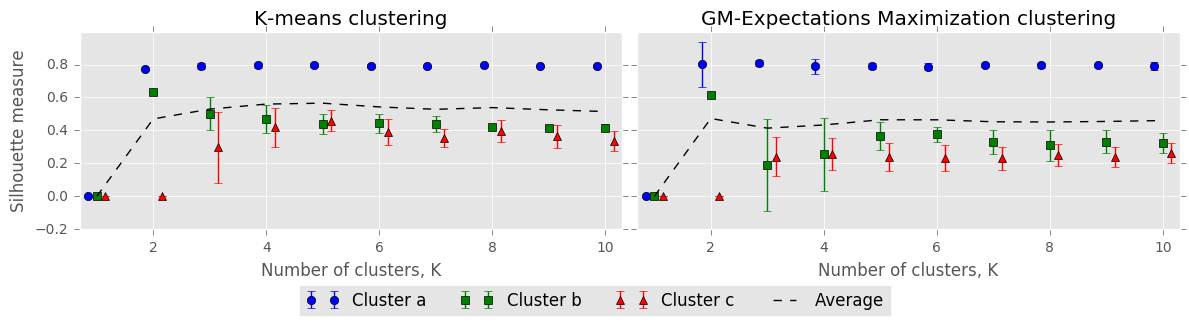 K-means clustering
GM-Expectations Maximization clustering
Silhouette measure
0.8
0.6
0.4
0.2
0.0
−0.2
2 4 6 8 10
2 4 6 8 10
Number of clusters, K
Number of clusters, K
Cluster a Cluster b Cluster c Average